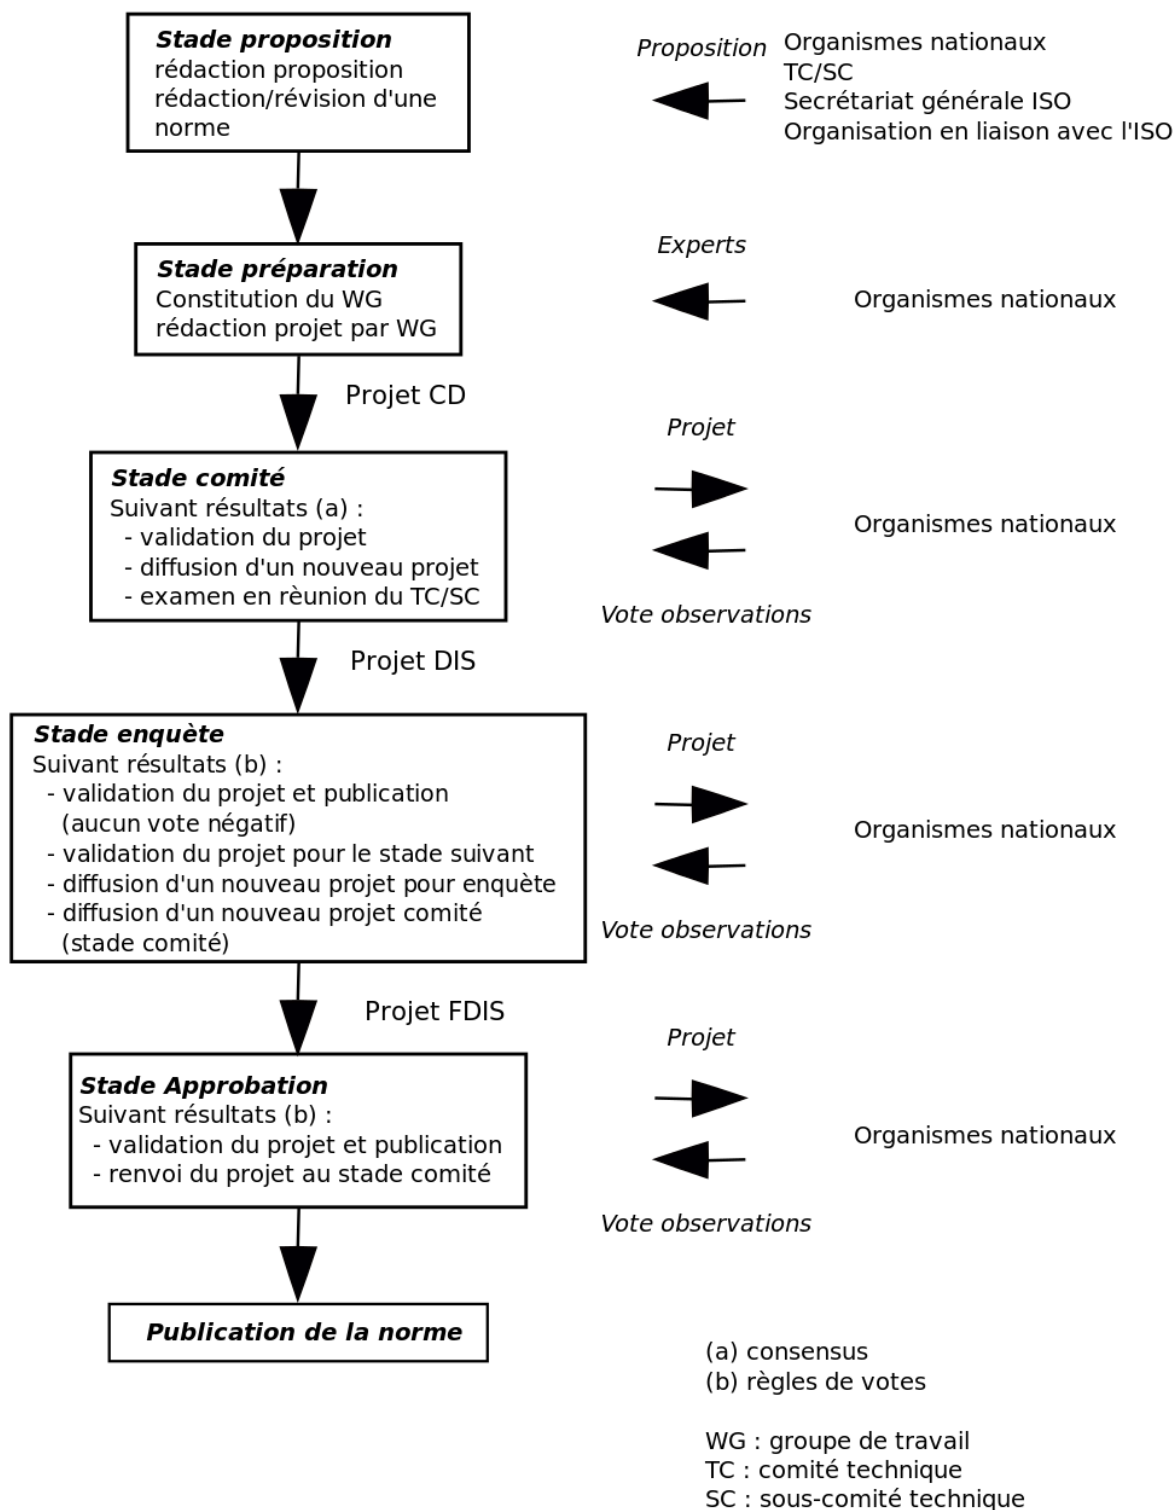 Stade proposition
rédaction proposition
rédaction/révision d'une
norme
Proposition
Organismes nationaux
TC/SC
Secrétariat générale ISO
Organisation en liaison avec l'ISO
Stade préparation
Constitution du WG
rédaction projet par WG
Experts
Organismes nationaux
Projet CD
Stade comité
Suivant résultats (a) :
- validation du projet
- diffusion d'un nouveau projet
- examen en rèunion du TC/SC
Projet
Organismes nationaux
Vote observations
Projet DIS
Stade enquète
Suivant résultats (b) :
- validation du projet et publication
(aucun vote négatif)
- validation du projet pour le stade suivant
- diffusion d'un nouveau projet pour enquète
- diffusion d'un nouveau projet comité
(stade comité)
Projet
Organismes nationaux
Vote observations
Projet FDIS
Stade Approbation
Suivant résultats (b) :
- validation du projet et publication
- renvoi du projet au stade comité
Projet
Organismes nationaux
Vote observations
Publication de la norme
(a) consensus
(b) règles de votes
WG : groupe de travail
TC : comité technique
SC : sous-comité technique